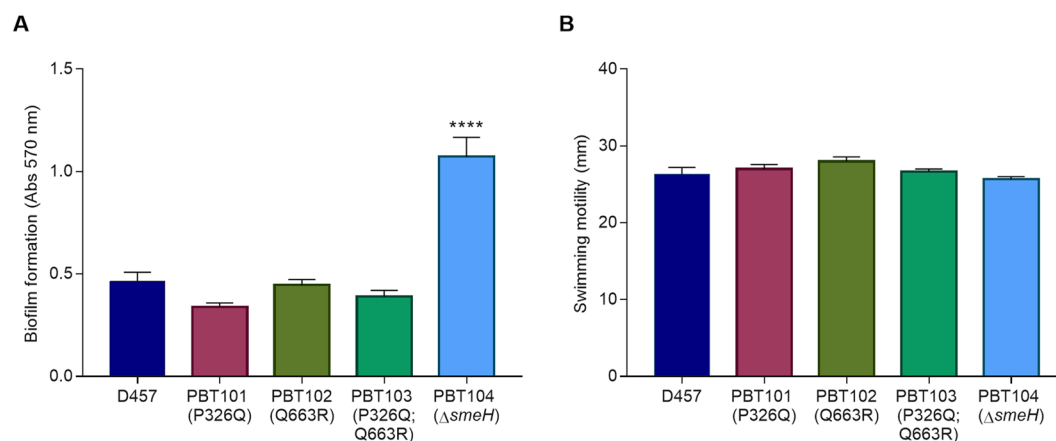 A
Biofilm formation (Abs 570 nm)
1.5
1.0
0.5
0.0
****
D457
PBT101
(P326Q)
PBT102
(Q663R)
PBT103
(P326Q;
Q663R)
PBT104
(ΔsmeH)
B
Swimming motility (mm)
40
30
20
10
0
D457
PBT101
(P326Q)
PBT102
(Q663R)
PBT103
(P326Q;
Q663R)
PBT104
(ΔsmeH)